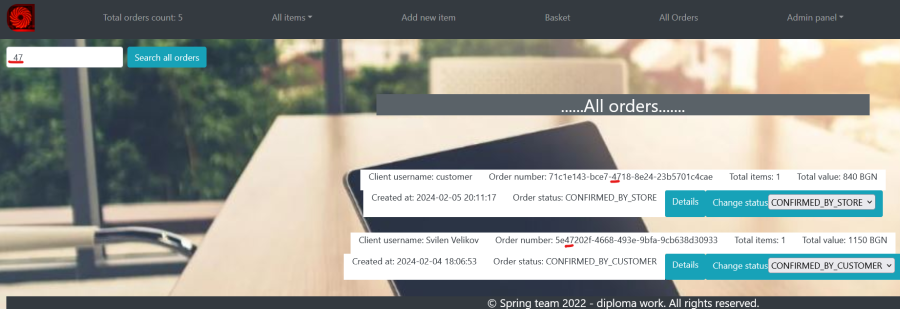 Total orders count: 5 All items Add new item Basket All Orders Admin panel
47 Search all orders
......All orders.......
Client username: customer Order number: 71c1e143-bce7-4718-8e24-23b5701c4cae Total items: 1 Total value: 840 BGN
Created at: 2024-02-05 20:11:17 Order status: CONFIRMED_BY_STORE Details Change status CONFIRMED_BY_STORE
Client username: Svilen Velikov Order number: 5e47202f-4668-493e-9bfa-9cb638d30933 Total items: 1 Total value: 1150 BGN
Created at: 2024-02-04 18:06:53 Order status: CONFIRMED_BY_CUSTOMER Details Change status CONFIRMED_BY_CUSTOMER
© Spring team 2022 - diploma work. All rights reserved.